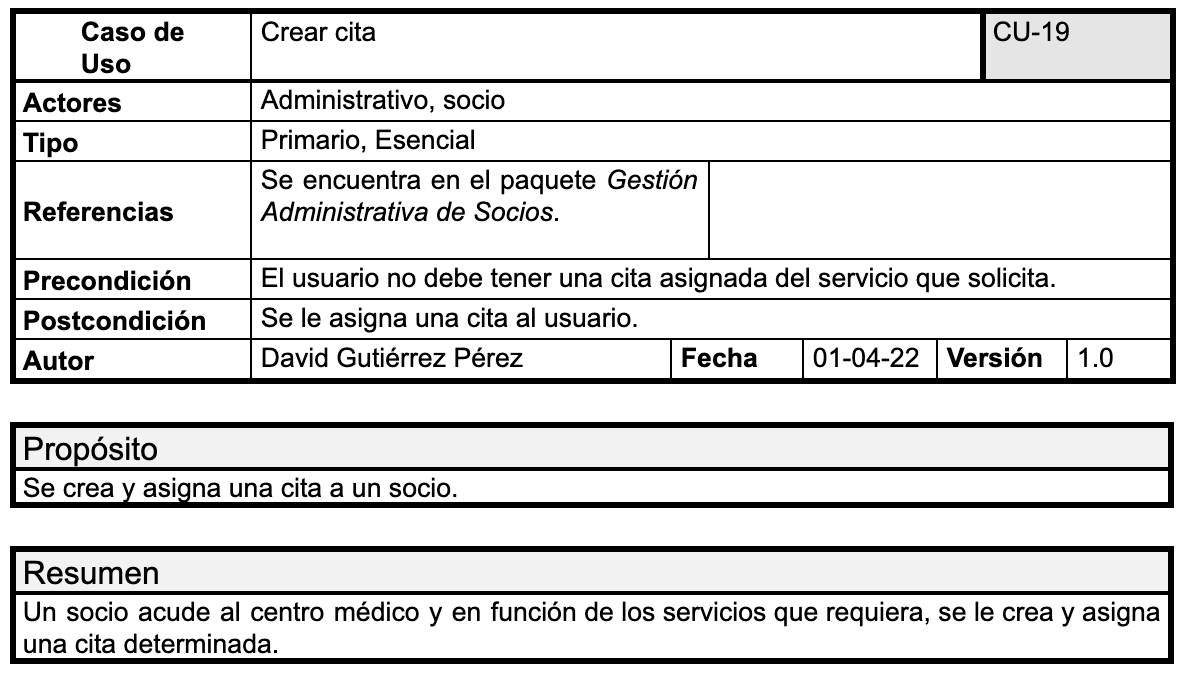 Caso de Uso Crear cita CU-19
Actores Administrativo, socio
Tipo Primario, Esencial
Referencias Se encuentra en el paquete Gestión
Administrativa de Socios.
Precondición El usuario no debe tener una cita asignada del servicio que solicita.
Postcondición Se le asigna una cita al usuario.
Autor David Gutiérrez Pérez Fecha 01-04-22 Versión 1.0
Propósito
Se crea y asigna una cita a un socio.
Resumen
Un socio acude al centro médico y en función de los servicios que requiera, se le crea y asigna
una cita determinada.